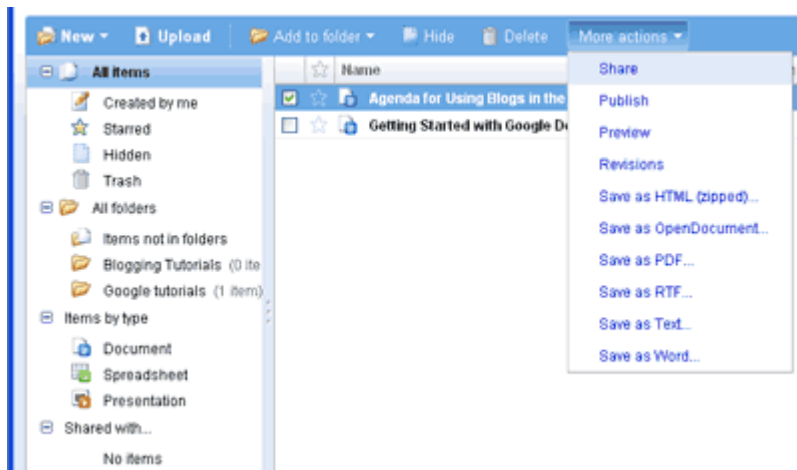 New Upload Add to folder Hide Delete More actions
All items
Created by me
Starred
Hidden
Trash
All folders
Items not in folders
Blogging Tutorials (0 ite
Google tutorials (1 item)
Items by type
Document
Spreadsheet
Presentation
Shared with...
No items
Name
Agenda for Using Blogs in the
Getting Started with Google D
Share
Publish
Preview
Revisions
Save as HTML (zipped)...
Save as OpenDocument...
Save as PDF...
Save as RTF...
Save as Text...
Save as Word...